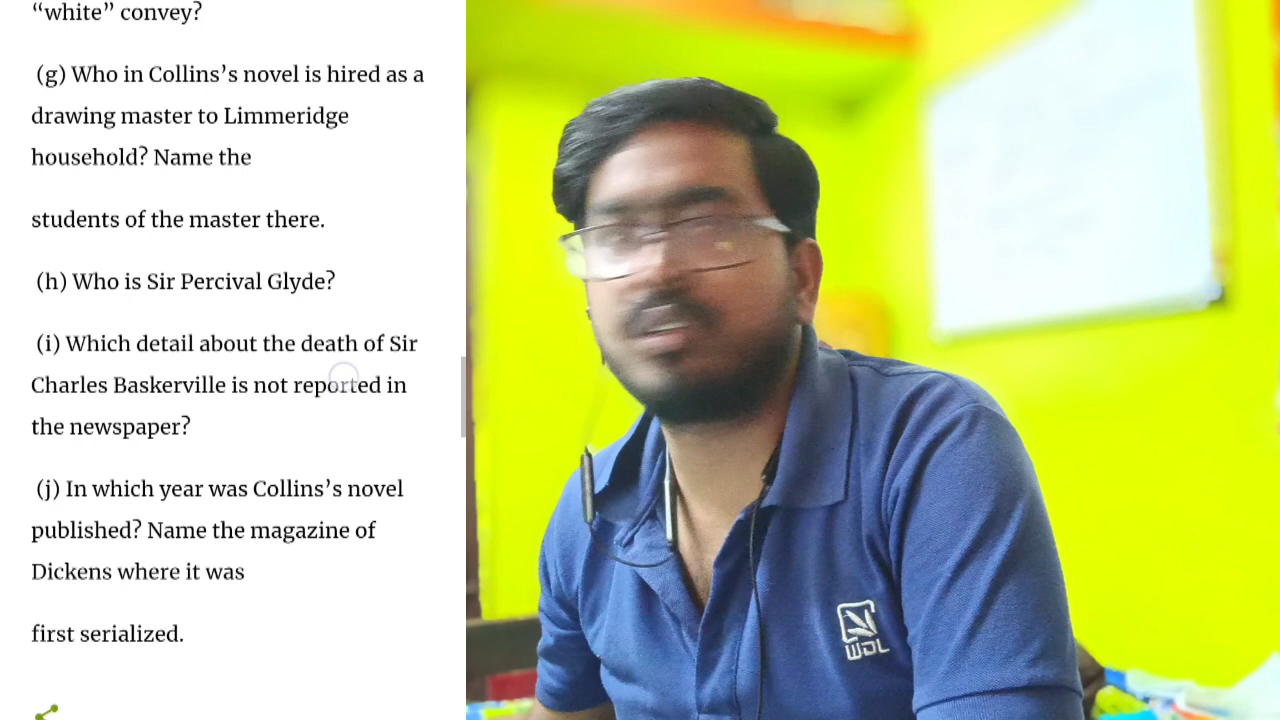 “white” convey?
(g) Who in Collins’s novel is hired as a
drawing master to Limmeridge
household? Name the
students of the master there.
(h) Who is Sir Percival Glyde?
(i) Which detail about the death of Sir
Charles Baskerville is not reported in
the newspaper?
(j) In which year was Collins’s novel
published? Name the magazine of
Dickens where it was
first serialized.
WDL